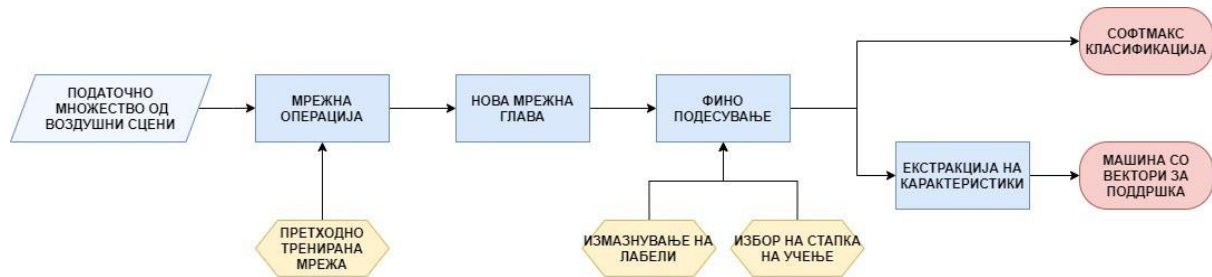 ПОДАТОЧНО
МНОЖЕСТВО ОД
ВОЗДУШНИ СЦЕНИ
МРЕЖНА
ОПЕРАЦИЈА
НОВА МРЕЖНА
ГЛАВА
ФИНО
ПОДЕСУВАЊЕ
СОФТМАКС
КЛАСИФИКАЦИЈА
ЕКСТРАКЦИЈА НА
КАРАКТЕРИСТИКИ
МАШИНА СО
ВЕКТОРИ ЗА
ПОДДРШКА
ПРЕТХОДНО
ТРЕНИРАНА
МРЕЖА
ИЗМАЗНУВАЊЕ НА
ЛАБЕЛИ
ИЗБОР НА СТАПКА
НА УЧЕЊЕ